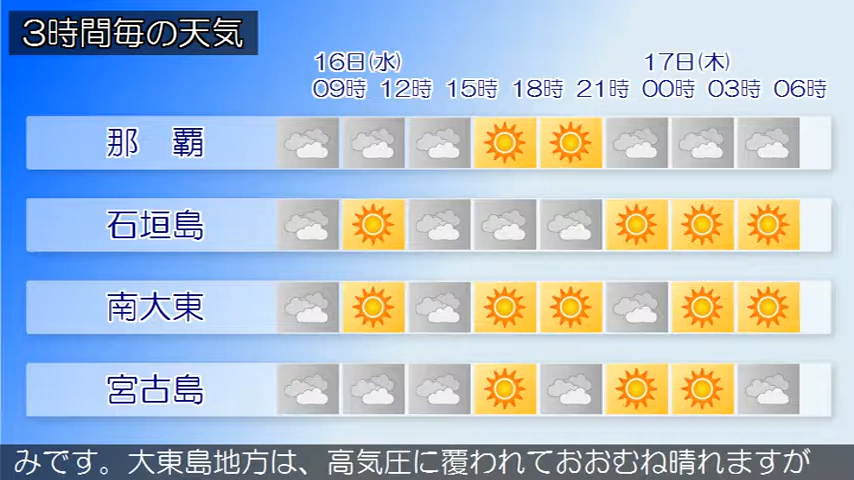 3時間毎の天気
16日(水) 17日(木)
09時 12時 15時 18時 21時 00時 03時 06時
那　覇
石垣島
南大東
宮古島
みです。大東島地方は、高気圧に覆われておおむね晴れますが